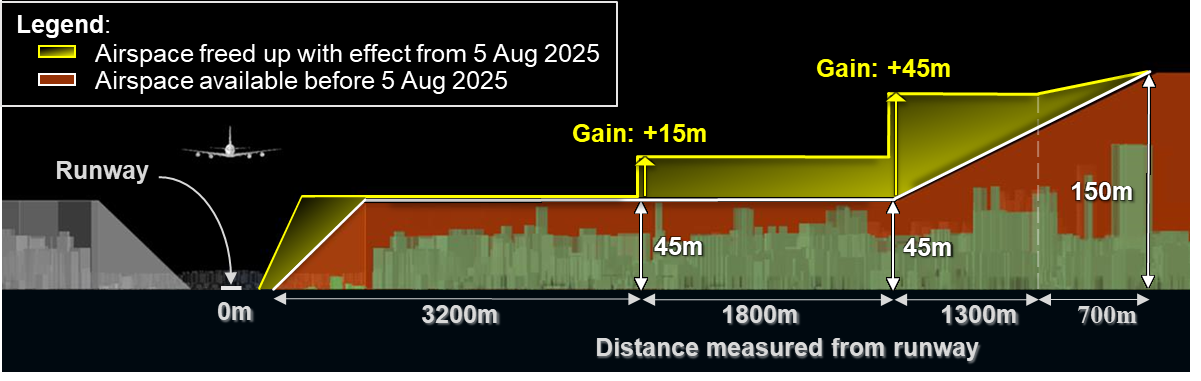 Legend:
Airspace freed up with effect from 5 Aug 2025
Airspace available before 5 Aug 2025
Gain: +45m
Gain: +15m
Runway
150m
45m
45m
0m
3200m
1800m
1300m
700m
Distance measured from runway